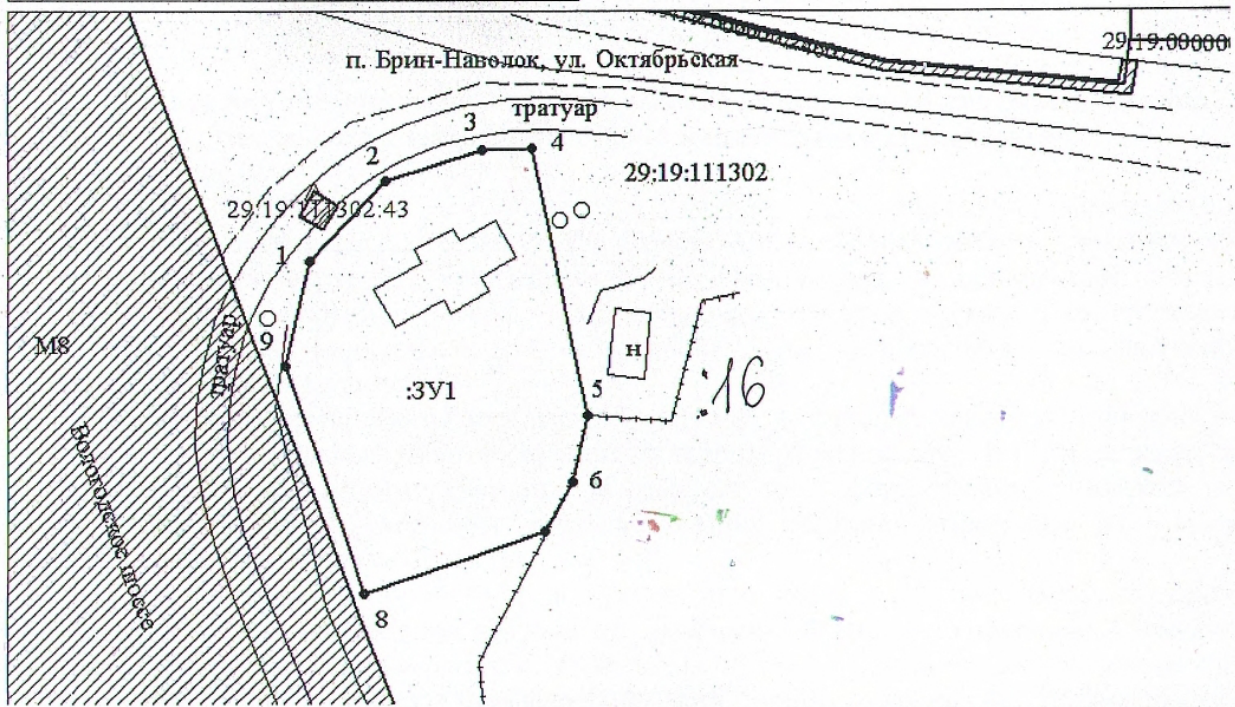 29:19:00000
п. Брин-Наволок, ул. Октябрьская
тратуар
3
4
2
29:19:111302
29:19:111302:43
1
9
тратуар
М8
н
:16
:ЗУ1
5
6
Вологодское шоссе
8